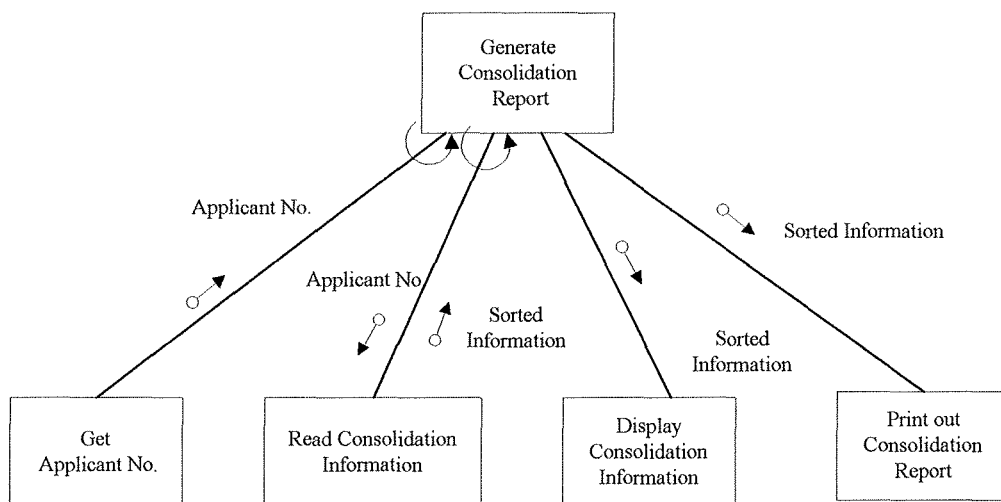 Generate
Consolidation
Report
Applicant No.
Applicant No
Sorted
Information
Sorted
Information
Sorted Information
Get
Applicant No.
Read Consolidation
Information
Display
Consolidation
Information
Print out
Consolidation
Report